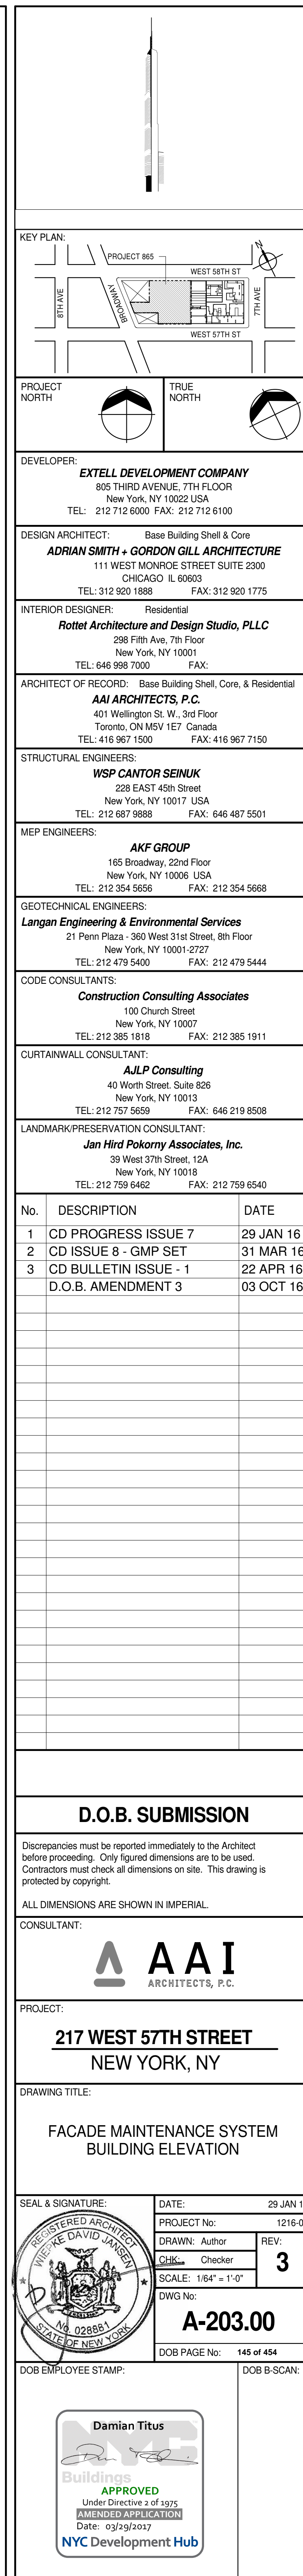 KEY PLAN:
PROJECT 865
WEST 58TH ST
8TH AVE
BROADWAY
7TH AVE
WEST 57TH ST
N
PROJECT
NORTH
TRUE
NORTH
DEVELOPER:
EXTELL DEVELOPMENT COMPANY
805 THIRD AVENUE, 7TH FLOOR
New York, NY 10022 USA
TEL: 212 712 6000 FAX: 212 712 6100
DESIGN ARCHITECT: Base Building Shell & Core
ADRIAN SMITH + GORDON GILL ARCHITECTURE
111 WEST MONROE STREET SUITE 2300
CHICAGO IL 60603
TEL: 312 920 1888 FAX: 312 920 1775
INTERIOR DESIGNER: Residential
Rottet Architecture and Design Studio, PLLC
298 Fifth Ave, 7th Floor
New York, NY 10001
TEL: 646 998 7000 FAX:
ARCHITECT OF RECORD: Base Building Shell, Core, & Residential
AAI ARCHITECTS, P.C.
401 Wellington St. W., 3rd Floor
Toronto, ON M5V 1E7 Canada
TEL: 416 967 1500 FAX: 416 967 7150
STRUCTURAL ENGINEERS:
WSP CANTOR SEINUK
228 EAST 45th Street
New York, NY 10017 USA
TEL: 212 687 9888 FAX: 646 487 5501
MEP ENGINEERS:
AKF GROUP
165 Broadway, 22nd Floor
New York, NY 10006 USA
TEL: 212 354 5656 FAX: 212 354 5668
GEOTECHNICAL ENGINEERS:
Langan Engineering & Environmental Services
21 Penn Plaza - 360 West 31st Street, 8th Floor
New York, NY 10001-2727
TEL: 212 479 5400 FAX: 212 479 5444
CODE CONSULTANTS:
Construction Consulting Associates
100 Church Street
New York, NY 10007
TEL: 212 385 1818 FAX: 212 385 1911
CURTAINWALL CONSULTANT:
AJLP Consulting
40 Worth Street. Suite 826
New York, NY 10013
TEL: 212 757 5659 FAX: 646 219 8508
LANDMARK/PRESERVATION CONSULTANT:
Jan Hird Pokorny Associates, Inc.
39 West 37th Street, 12A
New York, NY 10018
TEL: 212 759 6462 FAX: 212 759 6540
No. DESCRIPTION DATE
1 CD PROGRESS ISSUE 7 29 JAN 16
2 CD ISSUE 8 - GMP SET 31 MAR 16
3 CD BULLETIN ISSUE - 1 22 APR 16
D.O.B. AMENDMENT 3 03 OCT 16
D.O.B. SUBMISSION
Discrepancies must be reported immediately to the Architect
before proceeding. Only figured dimensions are to be used.
Contractors must check all dimensions on site. This drawing is
protected by copyright.
ALL DIMENSIONS ARE SHOWN IN IMPERIAL.
CONSULTANT:
AAI
ARCHITECTS, P.C.
PROJECT:
217 WEST 57TH STREET
NEW YORK, NY
DRAWING TITLE:
FACADE MAINTENANCE SYSTEM
BUILDING ELEVATION
SEAL & SIGNATURE:
REGISTERED ARCHITECT
DAVID JANSEN
No. 028881
STATE OF NEW YORK
DATE: 29 JAN 1
PROJECT No: 1216-0
DRAWN: Author
CHK: Checker
SCALE: 1/64" = 1'-0"
REV:
3
DWG No:
A-203.00
DOB PAGE No: 145 of 454
DOB EMPLOYEE STAMP:
DOB B-SCAN:
NYC
Damian Titus
Buildings
APPROVED
Under Directive 2 of 1975
AMENDED APPLICATION
Date: 03/29/2017
NYC Development Hub